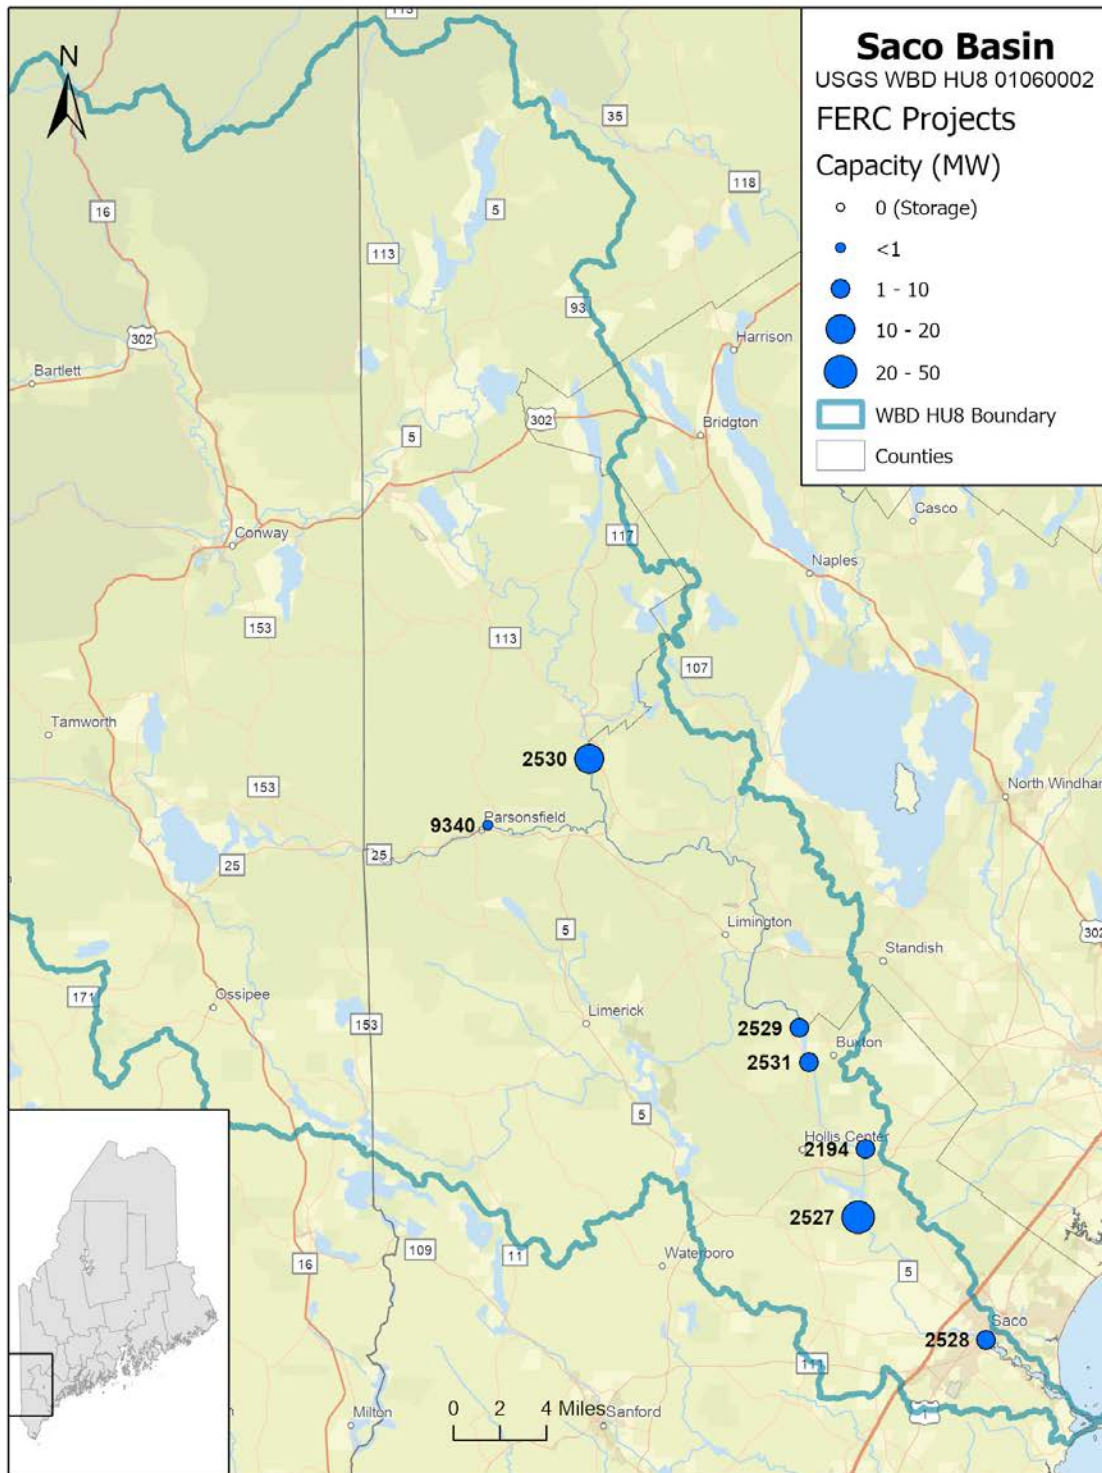 113
Saco Basin
USGS WBD HU8 01060002
FERC Projects
Capacity (MW)
0 (Storage)
<1
1 - 10
10 - 20
20 - 50
WBD HU8 Boundary
Counties
N
35
118
16
5
113
93
302
Harrison
Bartlett
302
5
Bridgton
Casco
117
Conway
Naples
153
113
107
Tamworth
2530
153
North Windham
9340
Parsonsfield
25
25
5
Limington
302
Standish
171
Ossipee
153
Limerick
2529
Buxton
2531
5
Hollis Center
2194
2527
109
11
Waterboro
16
5
Saco
2528
111
0 2 4 Miles
Milton
Sanford
1